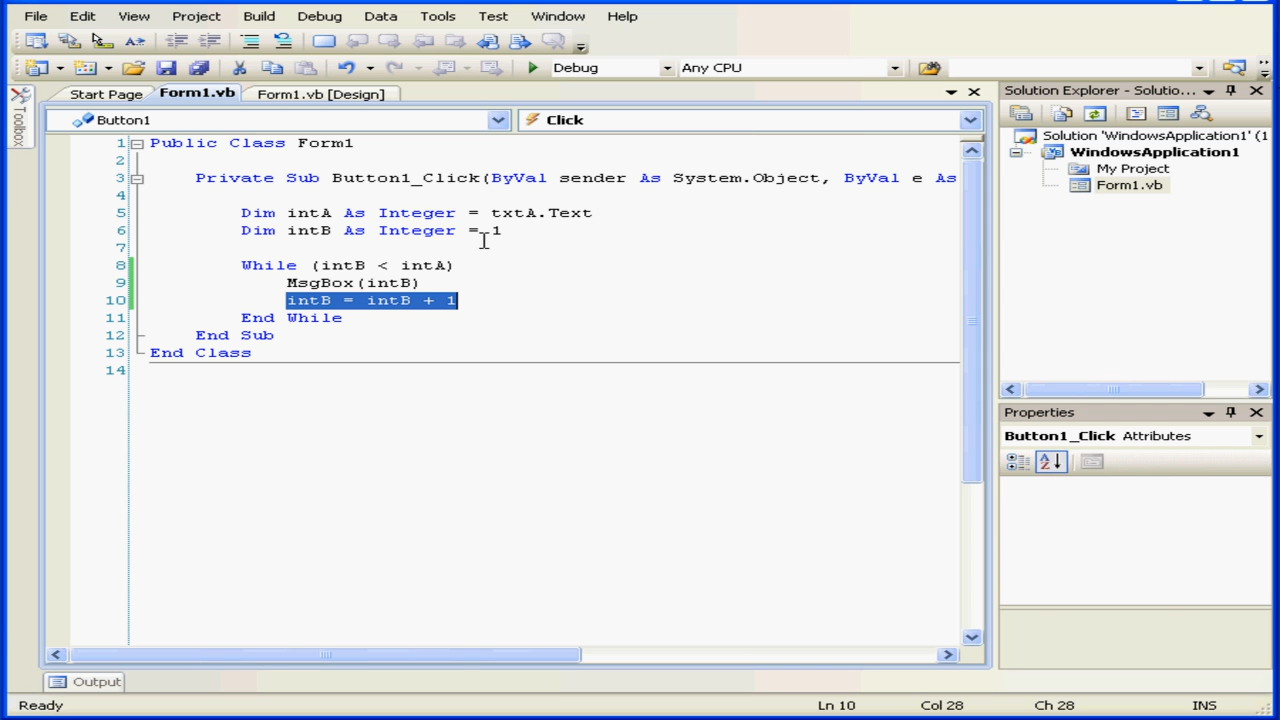 File Edit View Project Build Debug Data Tools Test Window Help
Debug Any CPU
Start Page Form1.vb Form1.vb [Design]
Button1 Click
1 Public Class Form1
2
3 Private Sub Button1_Click(ByVal sender As System.Object, ByVal e As
4
5 Dim intA As Integer = txtA.Text
6 Dim intB As Integer = 1
7
8 While (intB < intA)
9 MsgBox(intB)
10 intB = intB + 1
11 End While
12 End Sub
13 End Class
14
Toolbox
Solution Explorer - Solutio...
Solution 'WindowsApplication1' (1
WindowsApplication1
My Project
Form1.vb
Properties
Button1_Click Attributes
Output
Ready Ln 10 Col 28 Ch 28 INS